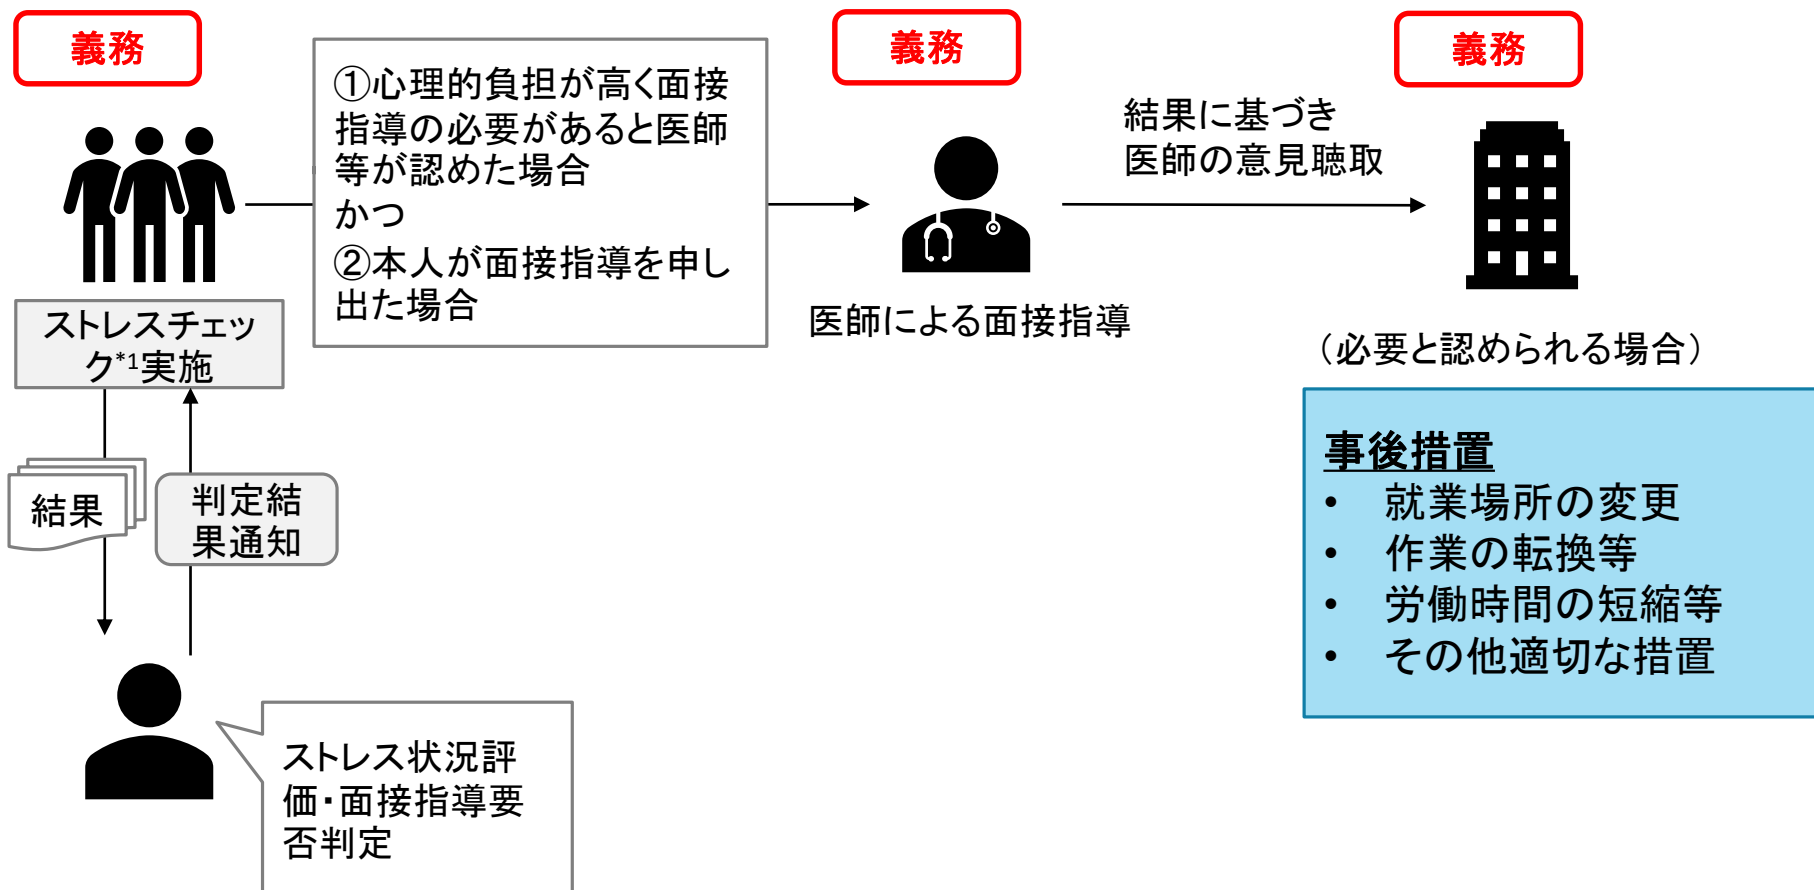 義務
①心理的負担が高く面接
指導の必要があると医師
等が認めた場合
かつ
②本人が面接指導を申し
出た場合
義務
義務
結果に基づき
医師の意見聴取
ストレスチェッ
ク*1実施
医師による面接指導
（必要と認められる場合）
結果
判定結
果通知
事後措置
• 就業場所の変更
• 作業の転換等
• 労働時間の短縮等
• その他適切な措置
ストレス状況評
価・面接指導要
否判定